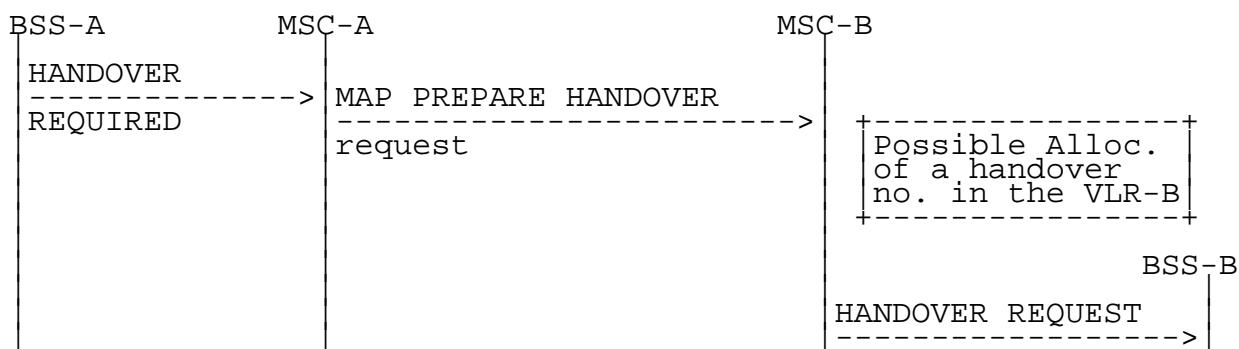 BSS-A MSC-A MSC-B
HANDOVER
MAP PREPARE HANDOVER
REQUIRED
request
Possible Alloc.
of a handover
no. in the VLR-B
BSS-B
HANDOVER REQUEST